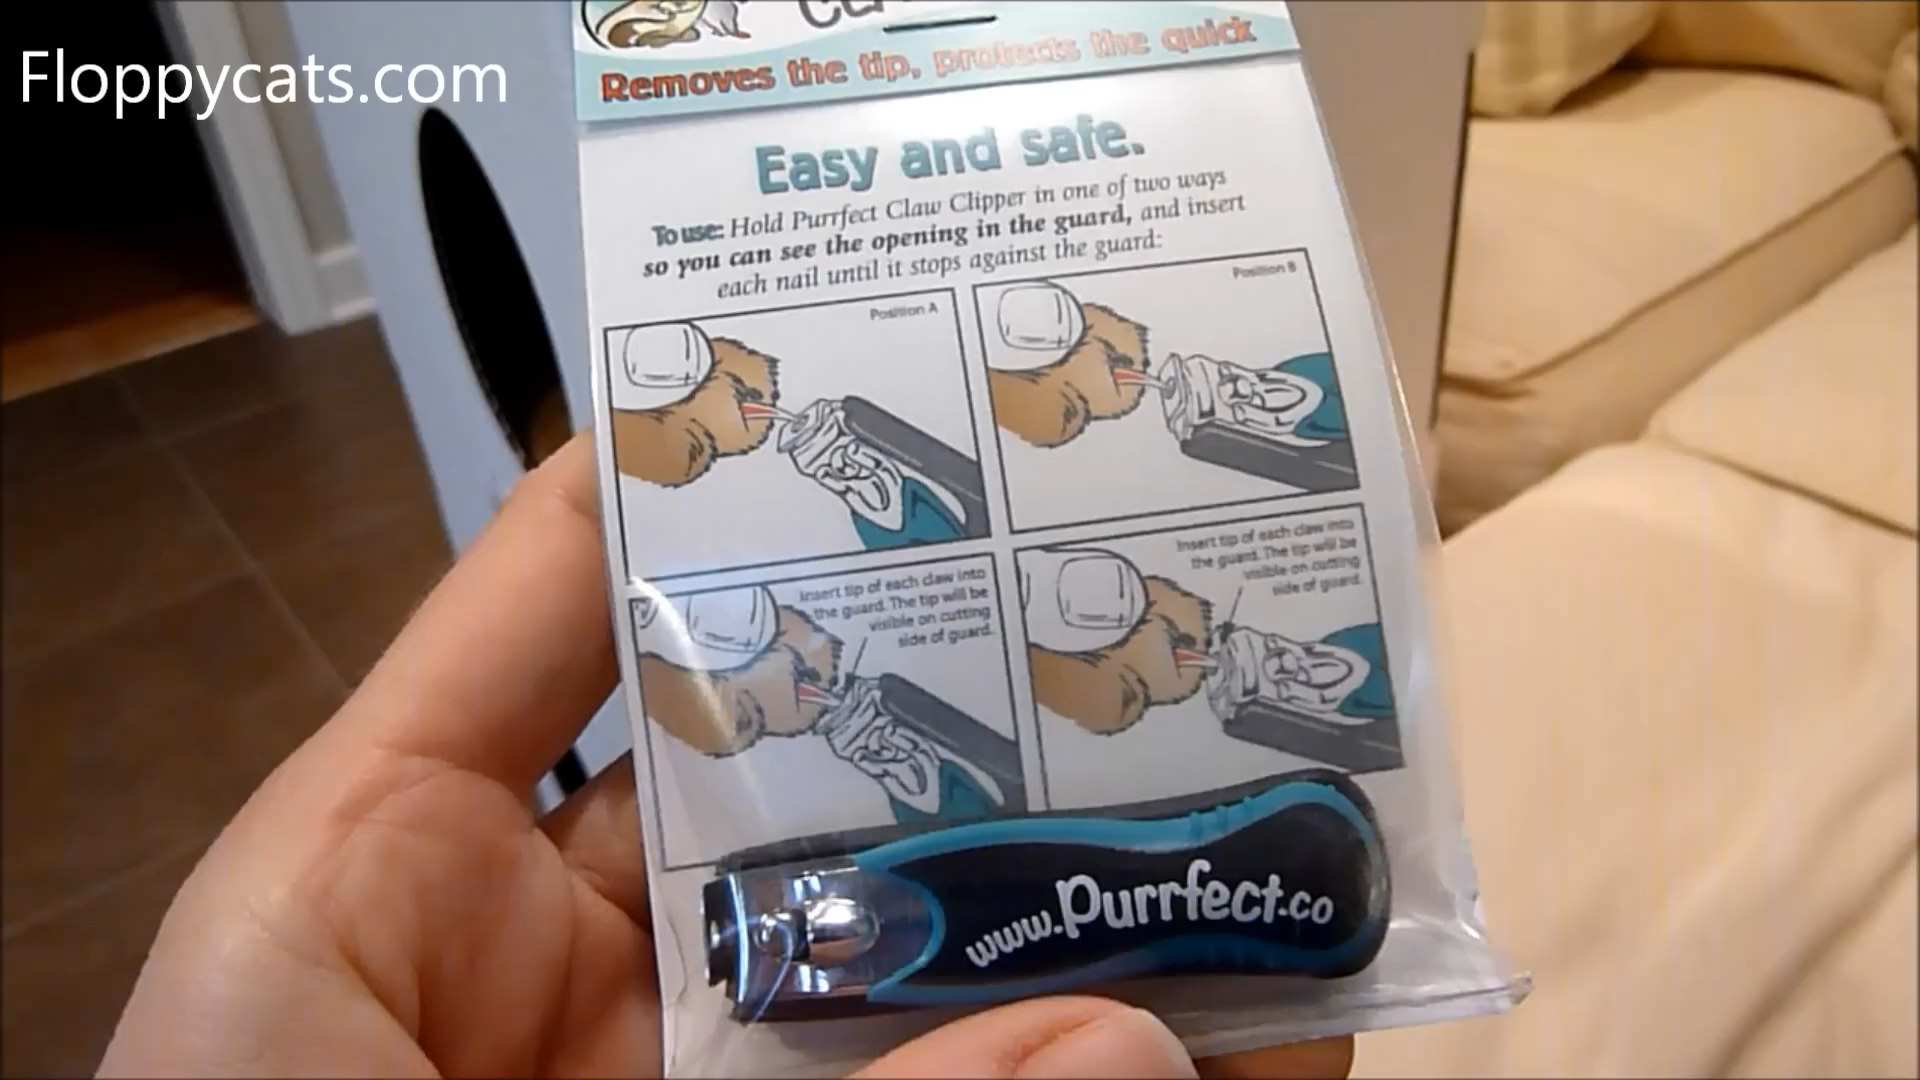 Floppycats.com
Removes the tip, protects the quick
Easy and safe.
To use: Hold Purrfect Claw Clipper in one of two ways
so you can see the opening in the guard, and insert
each nail until it stops against the guard:
Position A
Position B
Insert tip of each claw into
the guard. The tip will be
visible on cutting
side of guard.
Insert tip of each claw into
the guard. The tip will be
visible on cutting
side of guard.
www.Purrfect.co